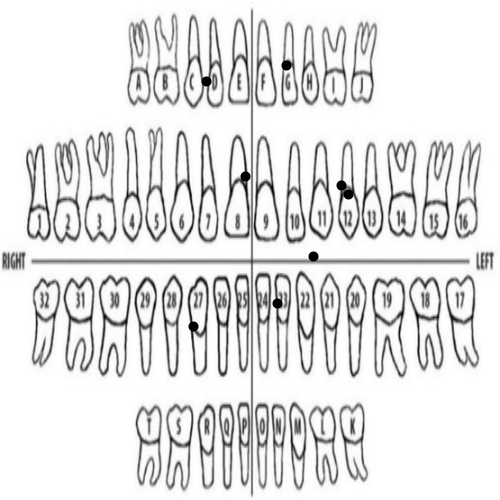 A B C D E F G H I J
1 2 3 4 5 6 7 8 9 10 11 12 13 14 15 16
RIGHT LEFT
32 31 30 29 28 27 26 25 24 23 22 21 20 19 18 17
T S R Q P O N M L K